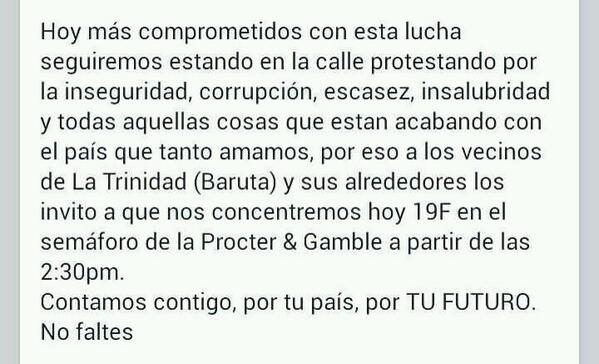 Hoy más comprometidos con esta lucha
seguiremos estando en la calle protestando por
la inseguridad, corrupción, escasez, insalubridad
y todas aquellas cosas que estan acabando con
el país que tanto amamos, por eso a los vecinos
de La Trinidad (Baruta) y sus alrededores los
invito a que nos concentremos hoy 19F en el
semáforo de la Procter & Gamble a partir de las
2:30pm.
Contamos contigo, por tu país, por TU FUTURO.
No faltes